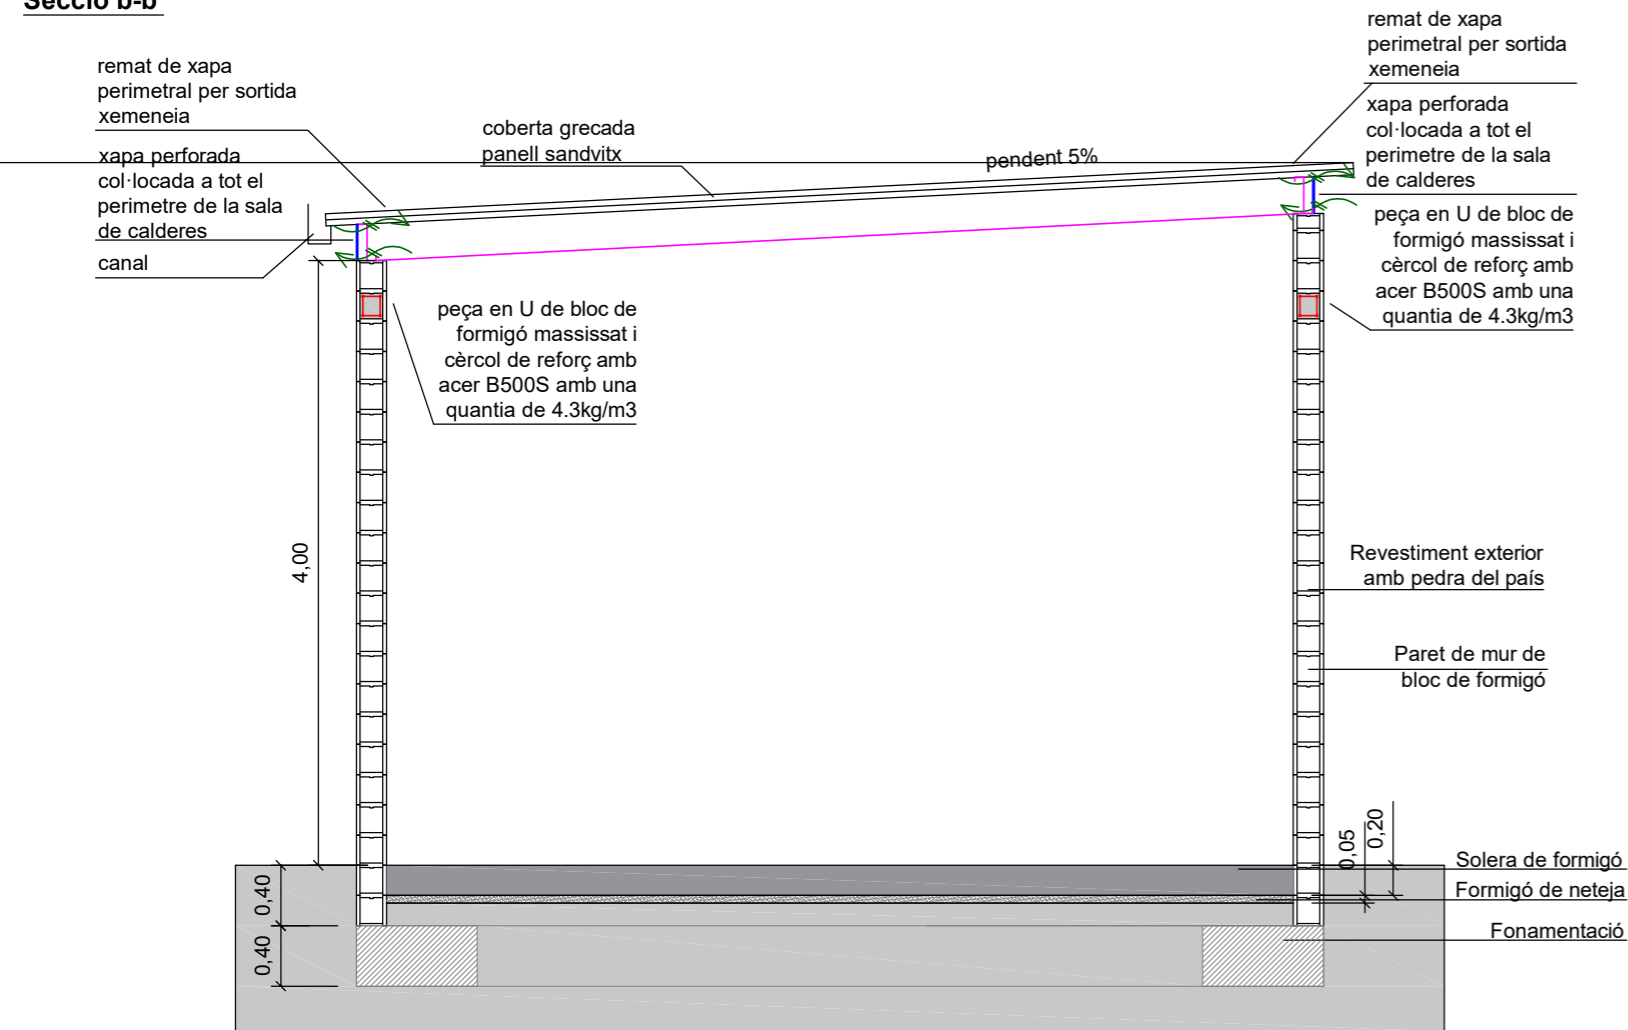 Secció b-b
remat de xapa
perimetral per sortida
xemeneia
xapa perforada
col·locada a tot el
perimetre de la sala
de calderes
canal
coberta grecada
panell sandvitx
pendent 5%
remat de xapa
perimetral per sortida
xemeneia
xapa perforada
col·locada a tot el
perimetre de la sala
de calderes
peça en U de bloc de
formigó massissat i
cèrcol de reforç amb
acer B500S amb una
quantia de 4.3kg/m3
peça en U de bloc de
formigó massissat i
cèrcol de reforç amb
acer B500S amb una
quantia de 4.3kg/m3
4,00
Revestiment exterior
amb pedra del país
Paret de mur de
bloc de formigó
0,05
0,20
Solera de formigó
Formigó de neteja
Fonamentació
0,40
0,40